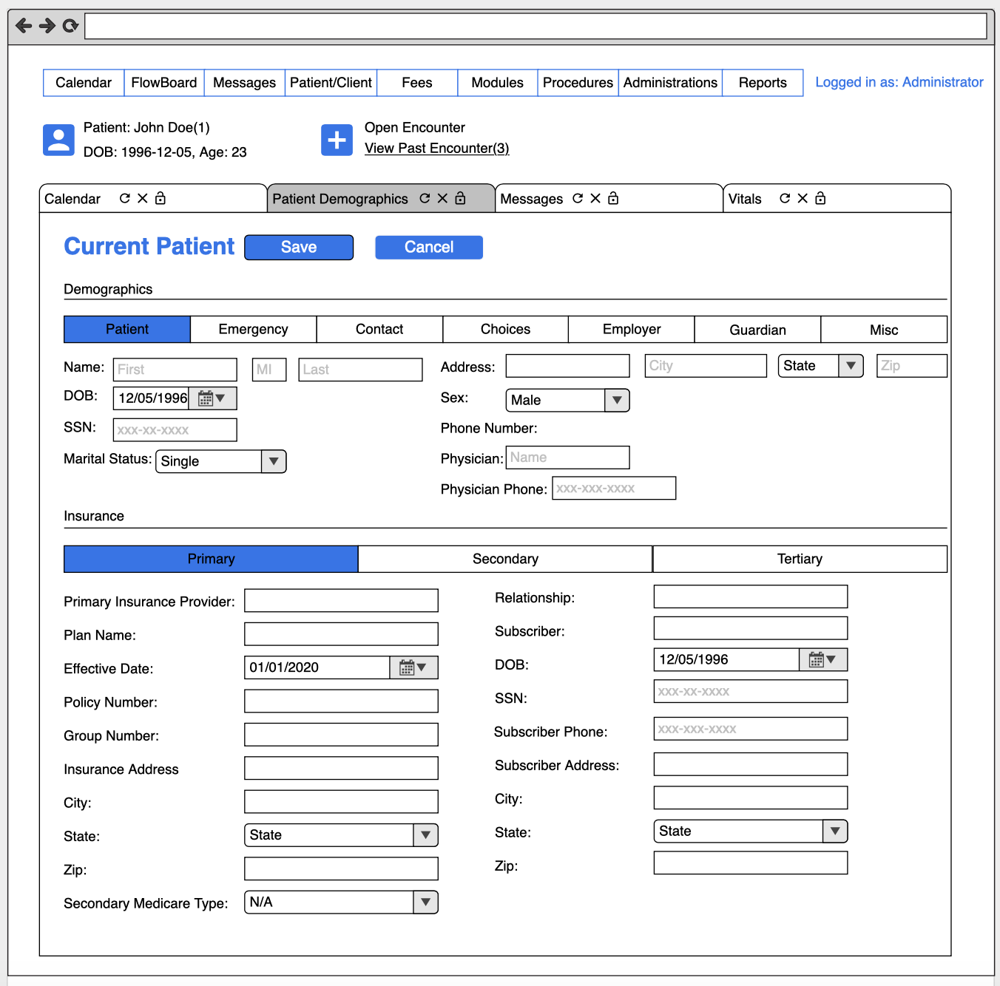 Calendar FlowBoard Messages Patient/Client Fees Modules Procedures Administrations Reports Logged in as: Administrator
Patient: John Doe(1)
DOB: 1996-12-05, Age: 23
Open Encounter
View Past Encounter(3)
Calendar Patient Demographics Messages Vitals
Current Patient Save Cancel
Demographics
Patient Emergency Contact Choices Employer Guardian Misc
Name: First MI Last Address: City State Zip
DOB: 12/05/1996 Sex: Male
SSN: xxx-xx-xxxx Phone Number:
Marital Status: Single Physician: Name
Physician Phone: xxx-xxx-xxxx
Insurance
Primary Secondary Tertiary
Primary Insurance Provider: Relationship:
Plan Name: Subscriber:
Effective Date: 01/01/2020 DOB: 12/05/1996
Policy Number: SSN: xxx-xx-xxxx
Group Number: Subscriber Phone: xxx-xxx-xxxx
Insurance Address Subscriber Address:
City: City:
State: State State: State
Zip: Zip:
Secondary Medicare Type: N/A